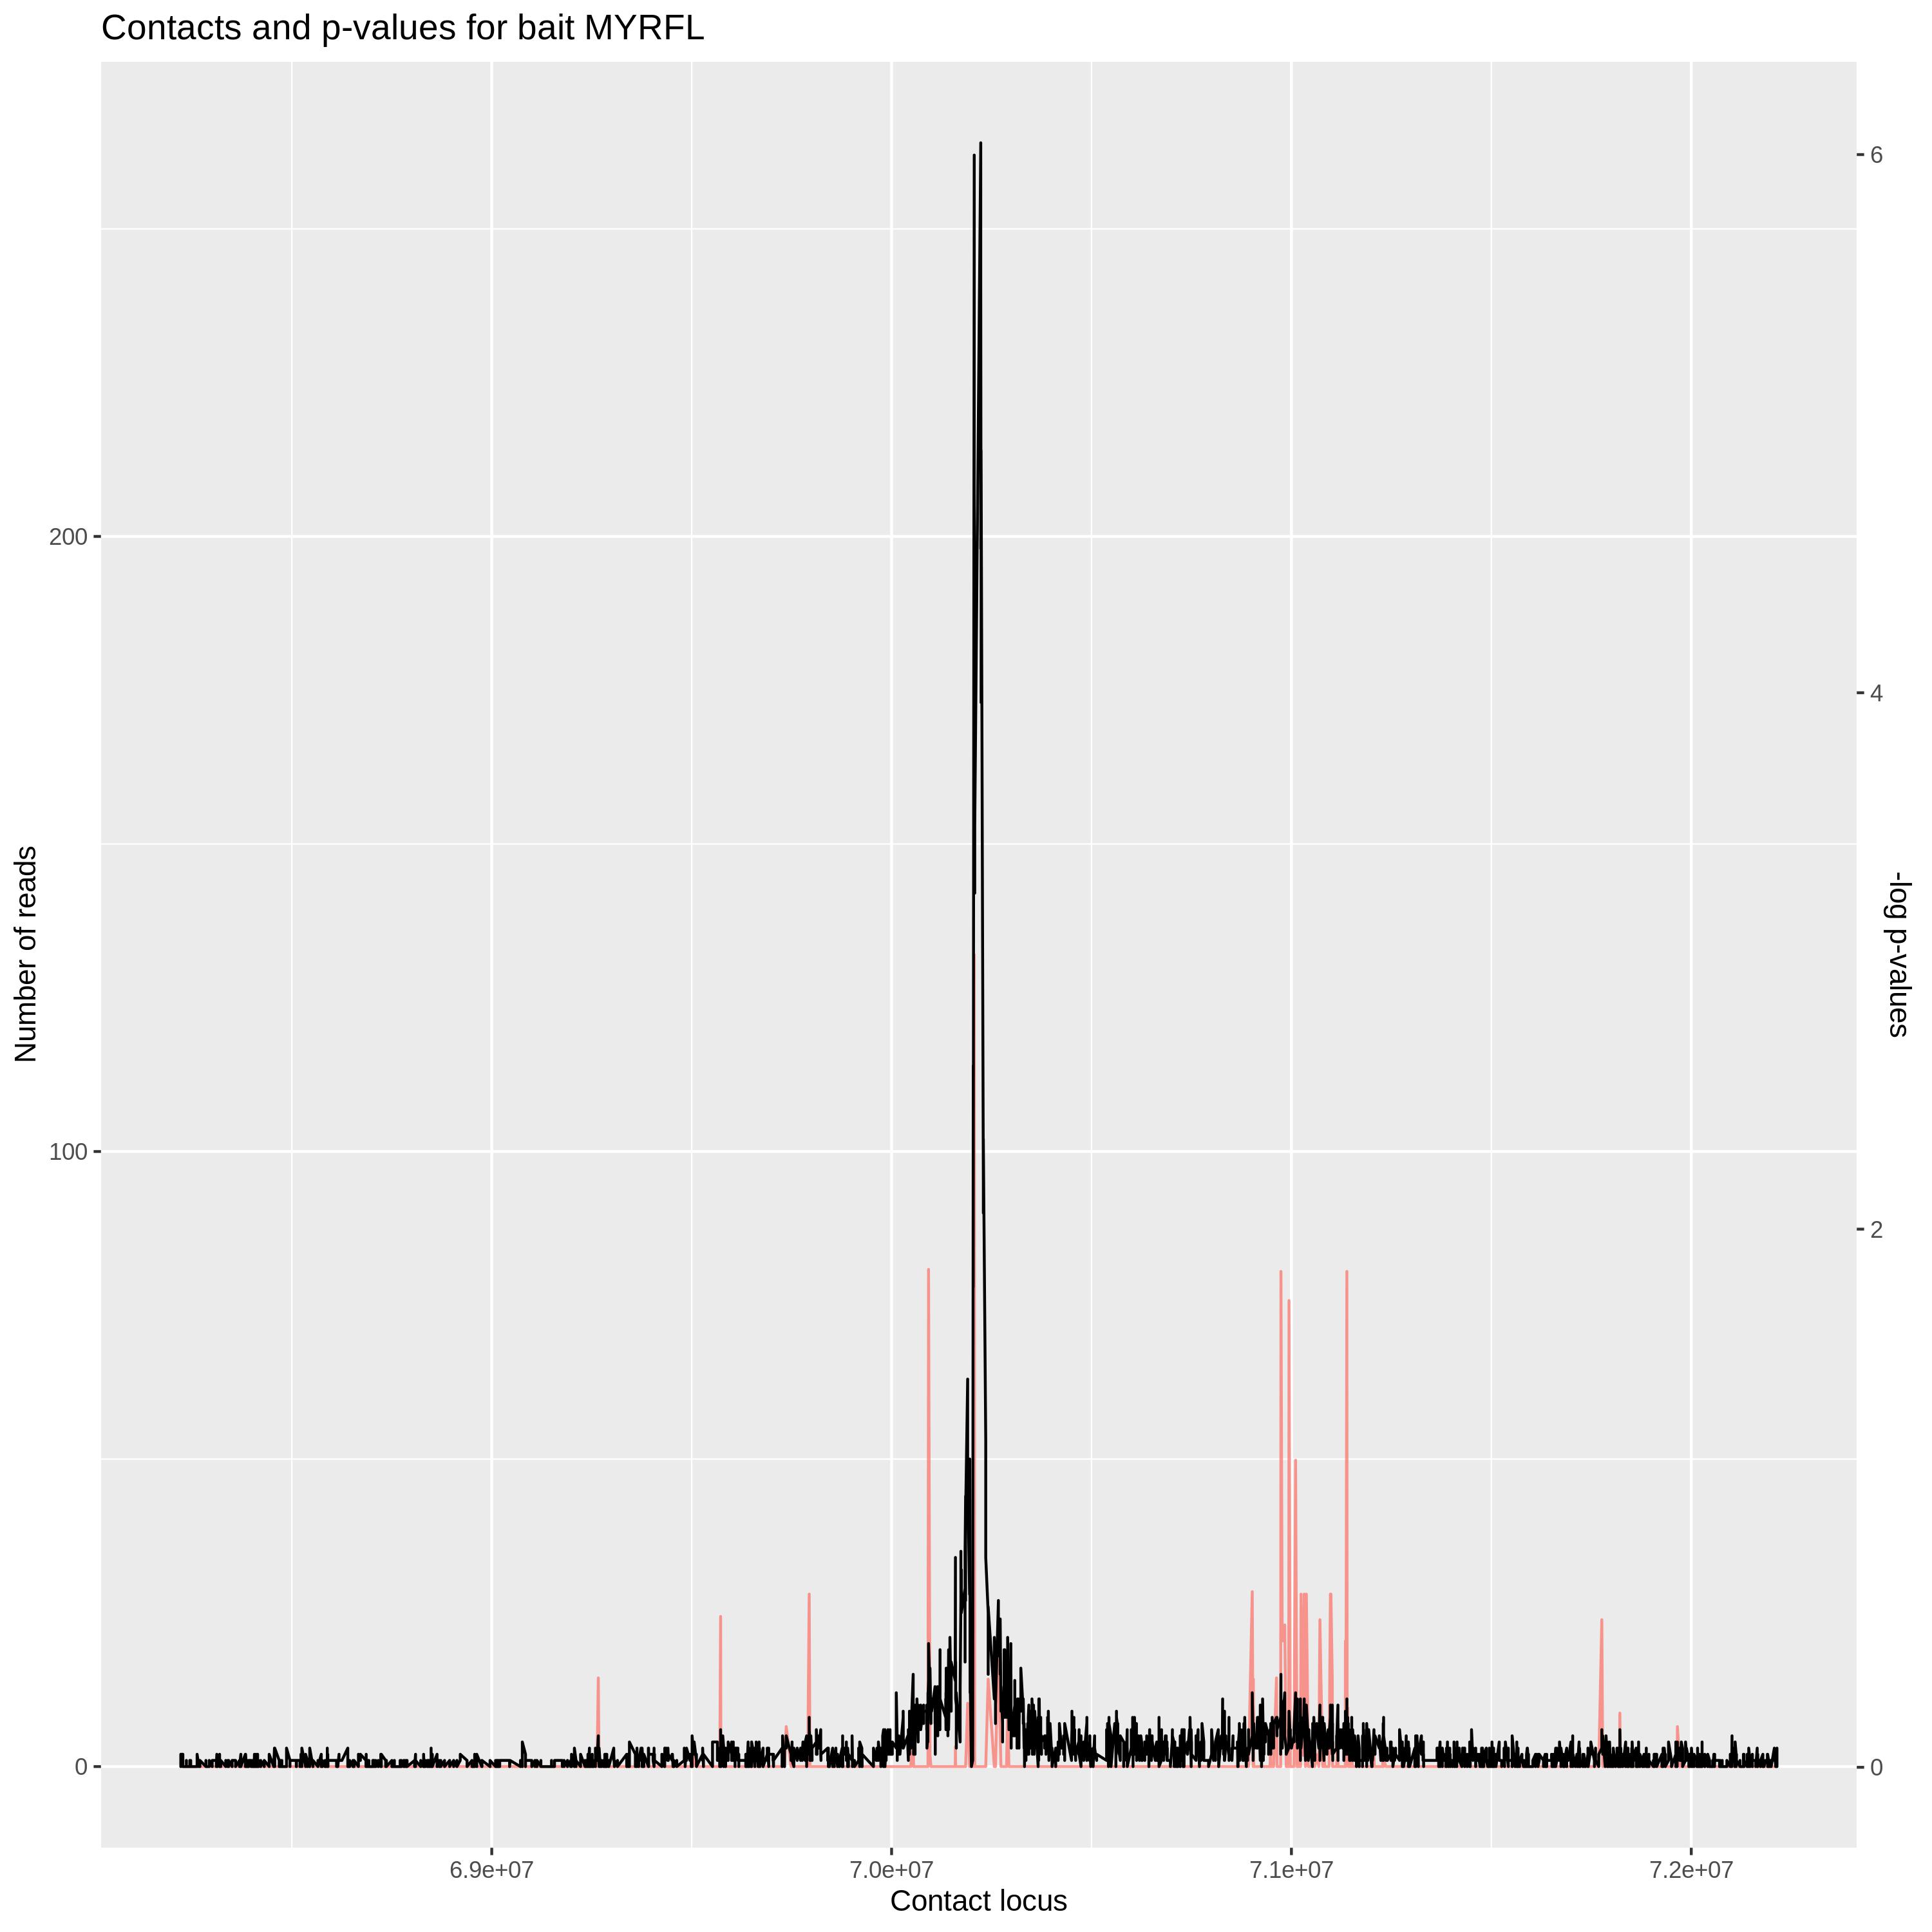 Contacts and p-values for bait MYRFL
Number of reads
200
100
0
6
4
2
0
-log p-values
6.9e+07 7.0e+07 7.1e+07 7.2e+07
Contact locus